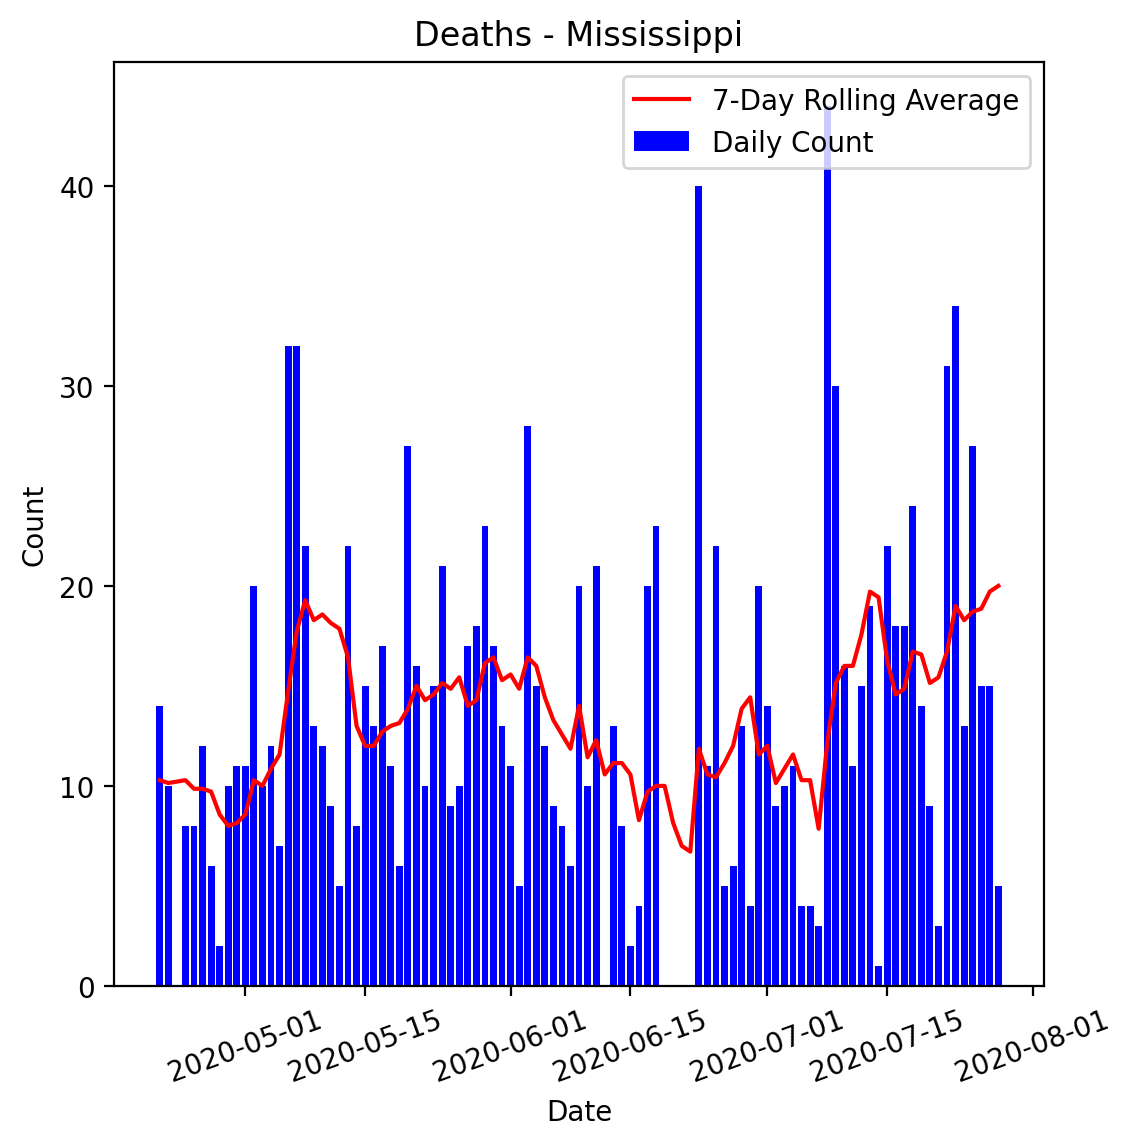 Deaths - Mississippi
7-Day Rolling Average
Daily Count
Count
40
30
20
10
0
2020-05-01
2020-05-15
2020-06-01
2020-06-15
2020-07-01
2020-07-15
2020-08-01
Date